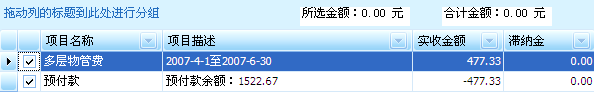 拖动列的标题到此处进行分组 所选金额:0.00 元 合计金额:0.00 元
项目名称 项目描述 实收金额 滞纳金
多层物管费 2007-4-1至2007-6-30 477.33 0.00
预付款 预付款余额:1522.67 -477.33 0.00